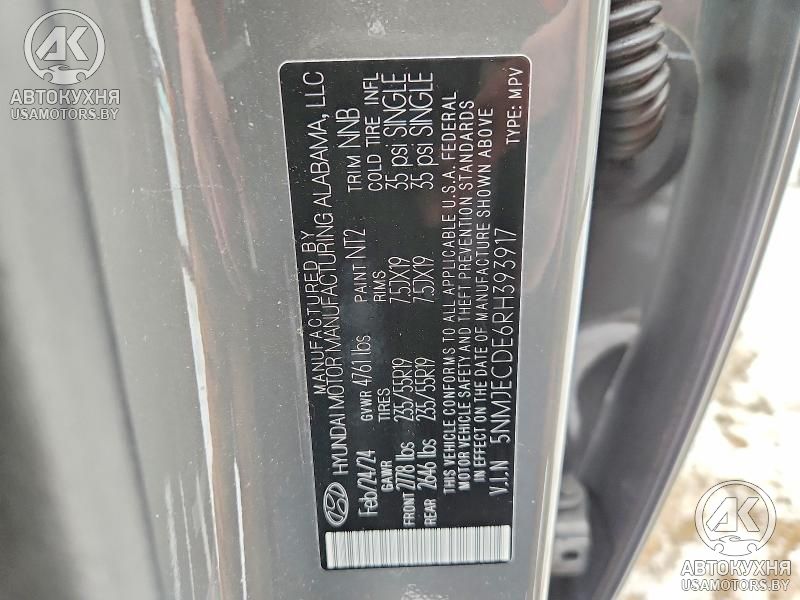 AK
АВТОКУХНЯ
USAMOTORS.BY
MANUFACTURED BY
HYUNDAI MOTOR MANUFACTURING ALABAMA, LLC
Feb/24/24 GVWR 4761 lbs PAINT NT2 TRIM NNB
GAWR TIRES RIMS COLD TIRE INFL
FRONT 2778 lbs 235/55R19 7.5JX19 35 psi SINGLE
REAR 2646 lbs 235/55R19 7.5JX19 35 psi SINGLE
THIS VEHICLE CONFORMS TO ALL APPLICABLE U.S.A. FEDERAL
MOTOR VEHICLE SAFETY AND THEFT PREVENTION STANDARDS
IN EFFECT ON THE DATE OF MANUFACTURE SHOWN ABOVE
V.I.N 5NMJECDE6RH393917 TYPE: MPV
AK
АВТОКУХНЯ
USAMOTORS.BY